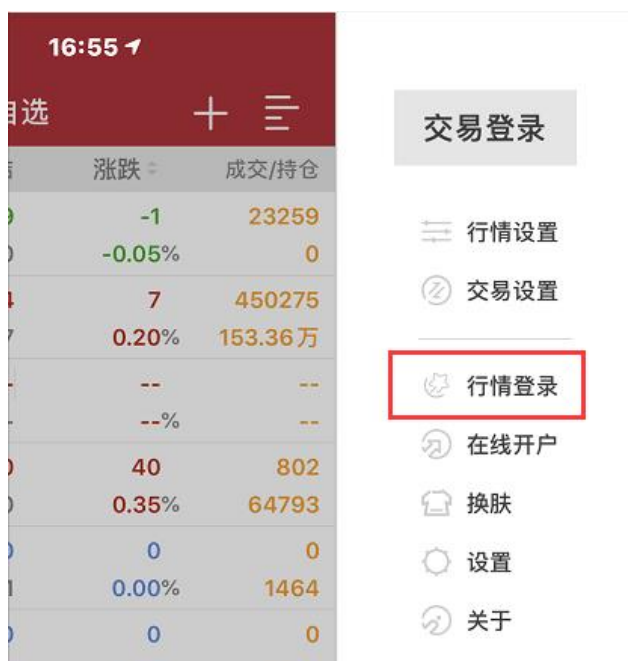 16:55
自选
涨跌 成交/持仓
-1 23259
-0.05% 0
7 450275
0.20% 153.36万
-- --
--% --
40 802
0.35% 64793
0 0
0.00% 1464
0 0
交易登录
行情设置
交易设置
行情登录
在线开户
换肤
设置
关于